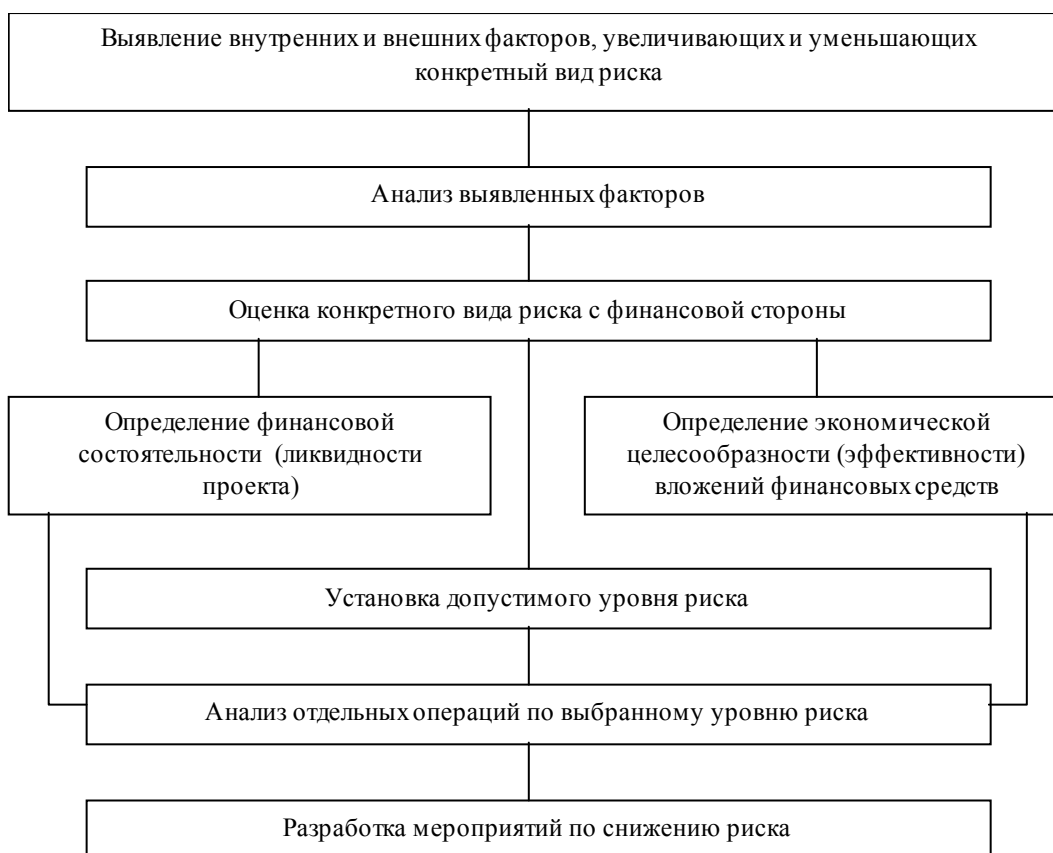 Выявление внутренних и внешних факторов, увеличивающих и уменьшающих
конкретный вид риска
Анализ выявленных факторов
Оценка конкретного вида риска с финансовой стороны
Определение финансовой
состоятельности (ликвидности
проекта)
Определение экономической
целесообразности (эффективности)
вложений финансовых средств
Установка допустимого уровня риска
Анализ отдельных операций по выбранному уровню риска
Разработка мероприятий по снижению риска